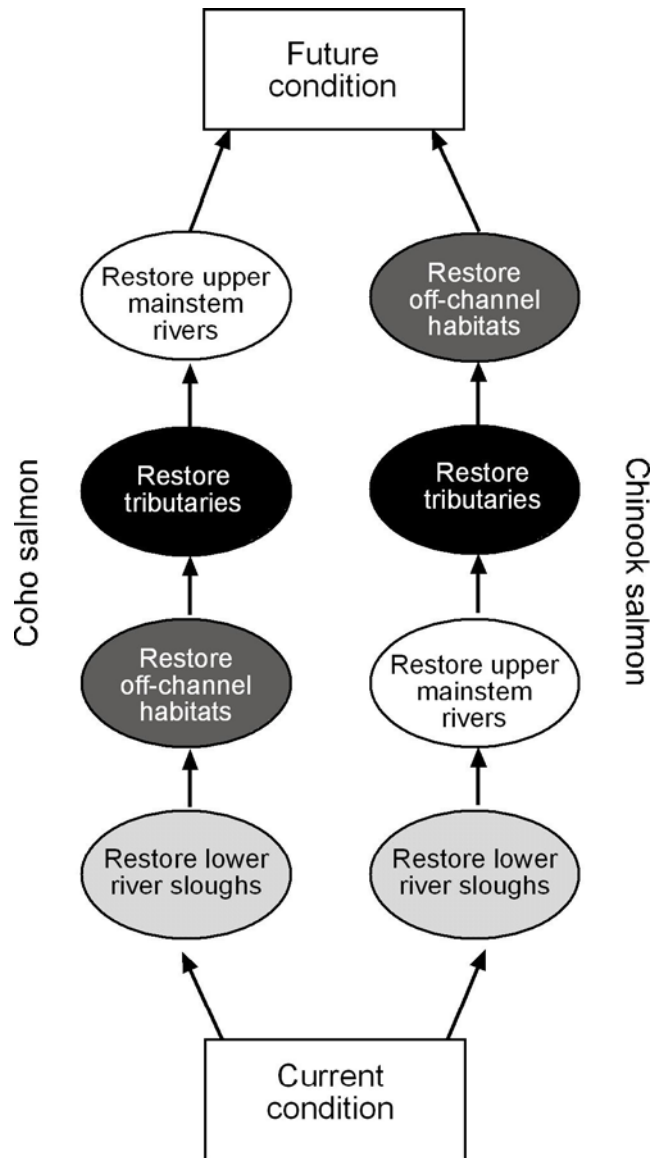 Future
condition
Restore upper
mainstem
rivers
Restore
off-channel
habitats
Restore
tributaries
Restore
tributaries
Coho salmon
Chinook salmon
Restore
off-channel
habitats
Restore upper
mainstem
rivers
Restore lower
river sloughs
Restore lower
river sloughs
Current
condition